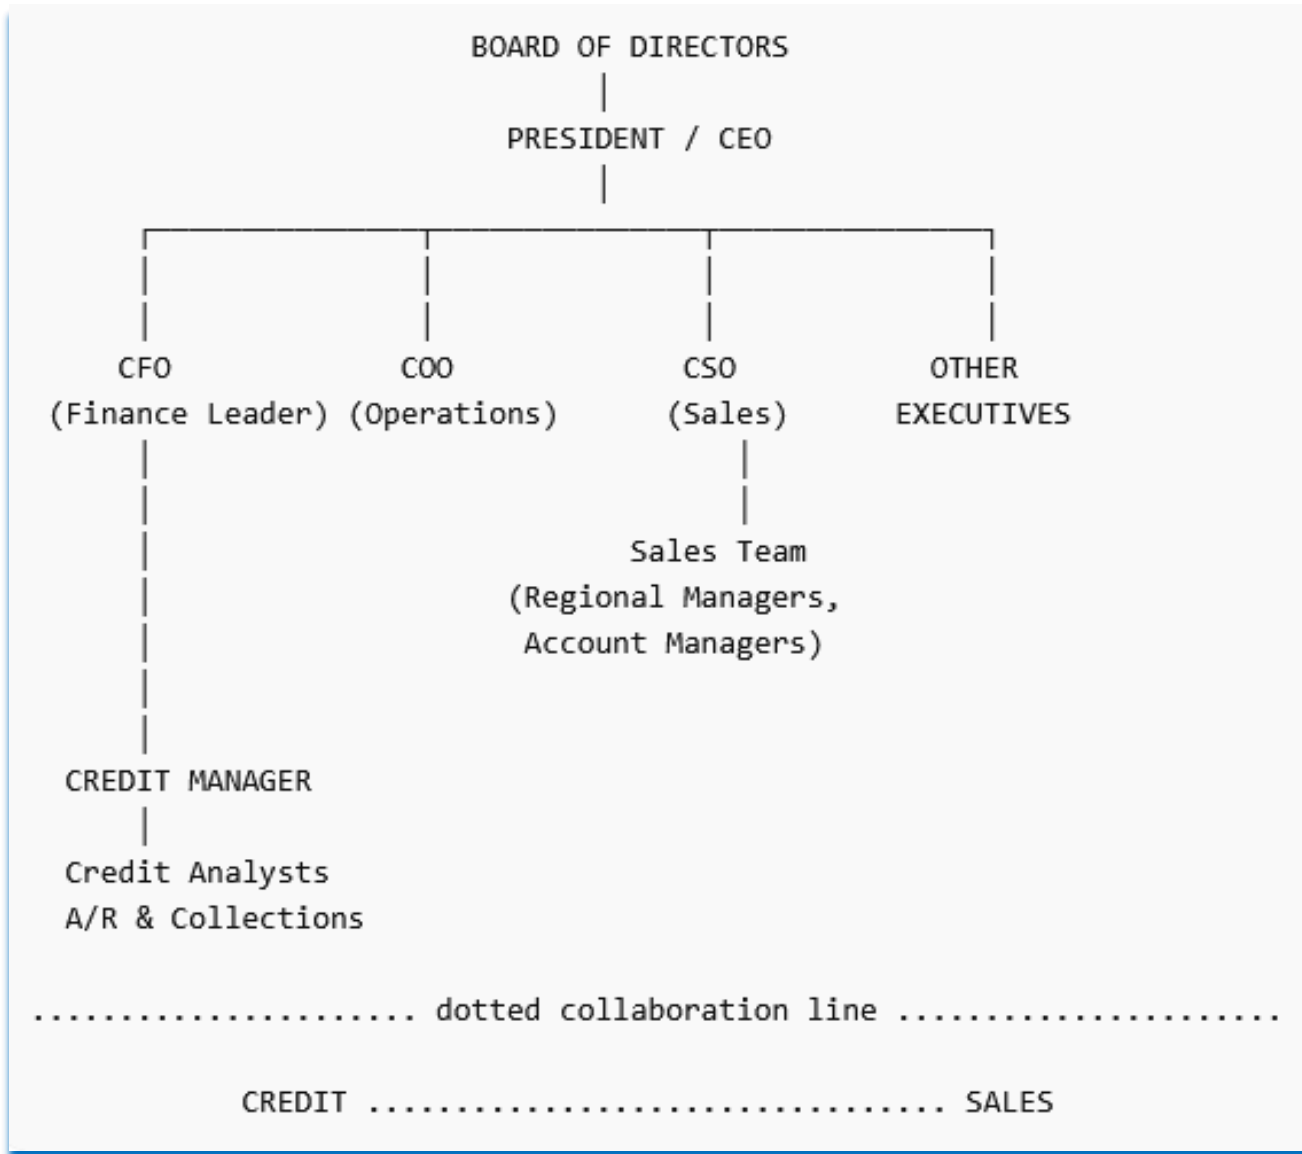 BOARD OF DIRECTORS
PRESIDENT / CEO
CFO COO CSO OTHER
(Finance Leader) (Operations) (Sales) EXECUTIVES
Sales Team
(Regional Managers,
Account Managers)
CREDIT MANAGER
Credit Analysts
A/R & Collections
...................... dotted collaboration line ......................
CREDIT ................................. SALES